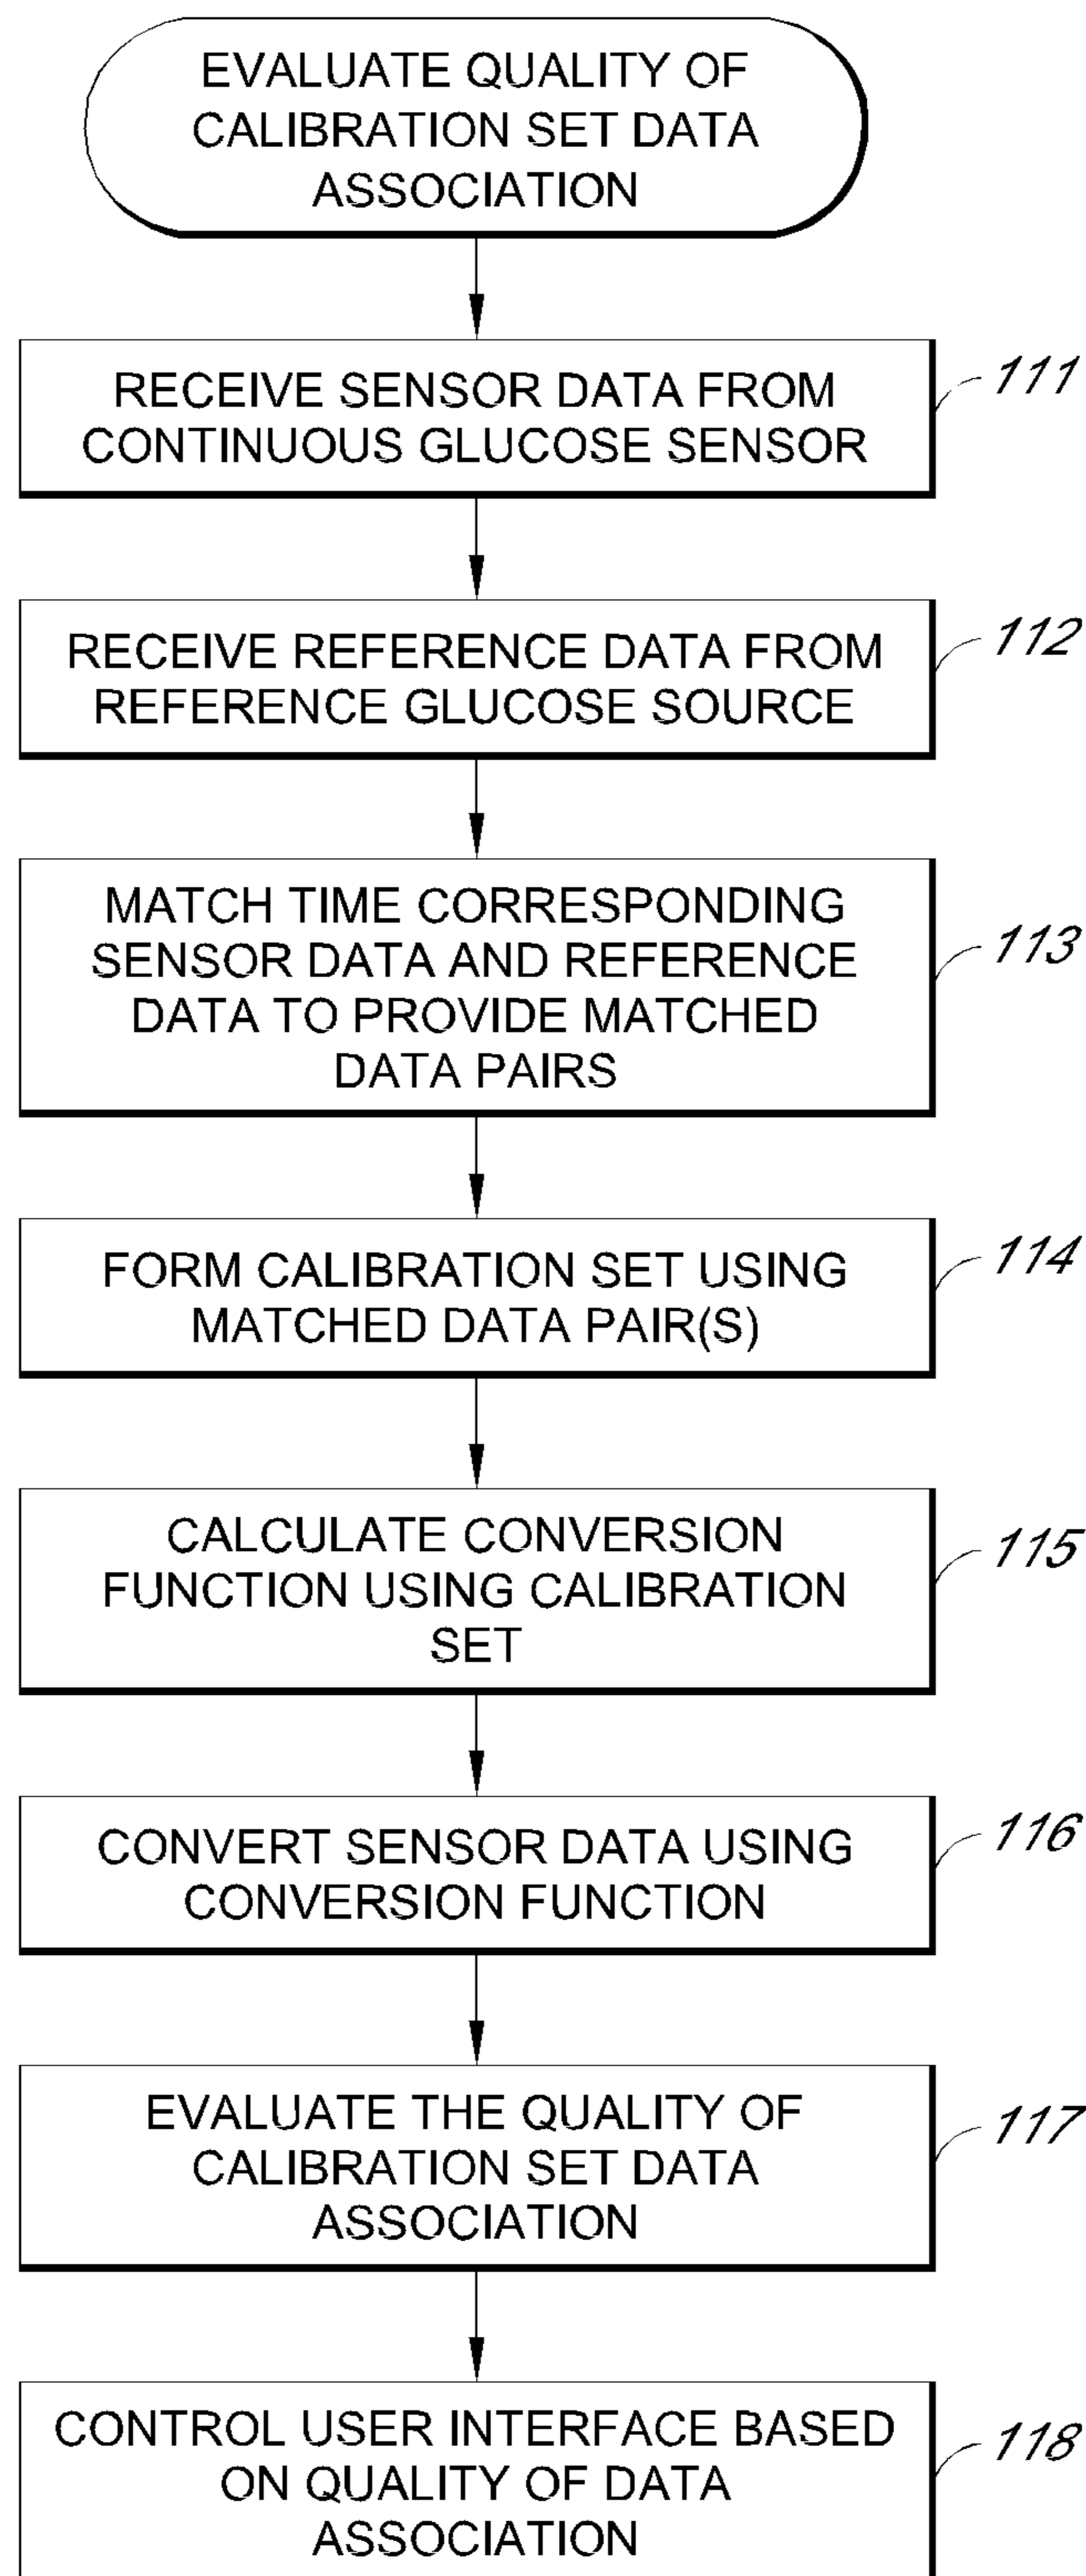 EVALUATE QUALITY OF
CALIBRATION SET DATA
ASSOCIATION
RECEIVE SENSOR DATA FROM
CONTINUOUS GLUCOSE SENSOR
111
RECEIVE REFERENCE DATA FROM
REFERENCE GLUCOSE SOURCE
112
MATCH TIME CORRESPONDING
SENSOR DATA AND REFERENCE
DATA TO PROVIDE MATCHED
DATA PAIRS
113
FORM CALIBRATION SET USING
MATCHED DATA PAIR(S)
114
CALCULATE CONVERSION
FUNCTION USING CALIBRATION
SET
115
CONVERT SENSOR DATA USING
CONVERSION FUNCTION
116
EVALUATE THE QUALITY OF
CALIBRATION SET DATA
ASSOCIATION
117
CONTROL USER INTERFACE BASED
ON QUALITY OF DATA
ASSOCIATION
118